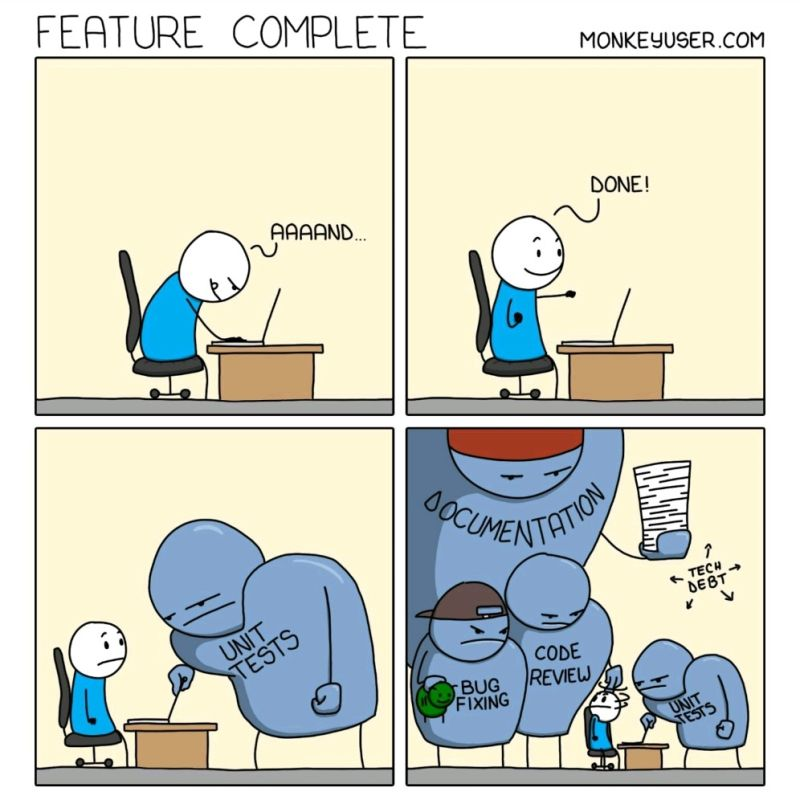 FEATURE COMPLETE
MONKEYUSER.COM
AAAAND...
DONE!
UNIT
TESTS
DOCUMENTATION
TECH
DEBT
CODE
REVIEW
BUG
FIXING
UNIT
TESTS